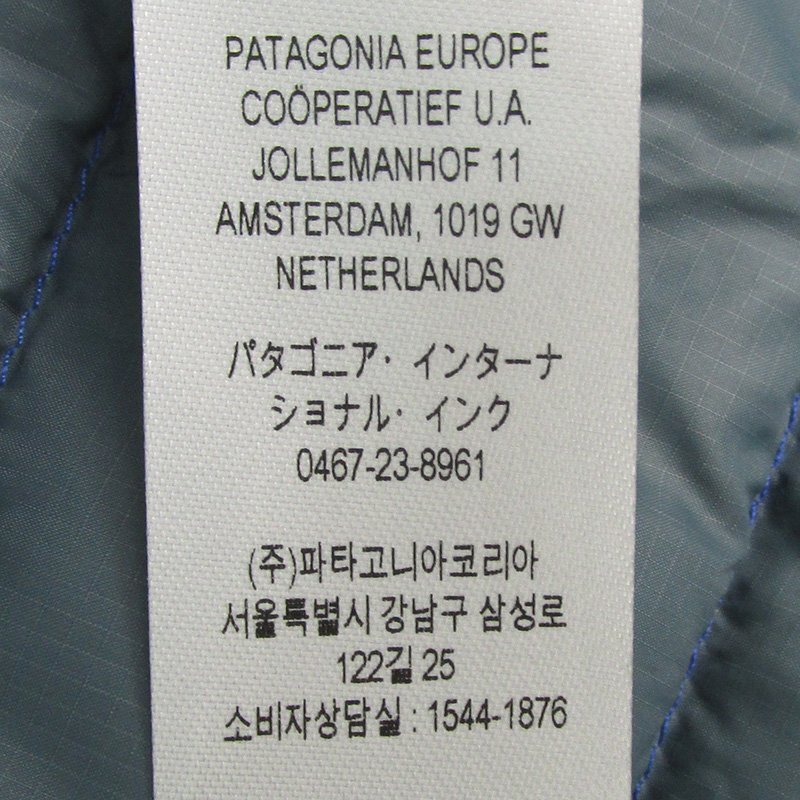 PATAGONIA EUROPE
COÖPERATIEF U.A.
JOLLEMANHOF 11
AMSTERDAM, 1019 GW
NETHERLANDS
パタゴニア・インターナ
ショナル・インク
0467-23-8961
(주)파타고니아코리아
서울특별시 강남구 삼성로
122길 25
소비자상담실 : 1544-1876